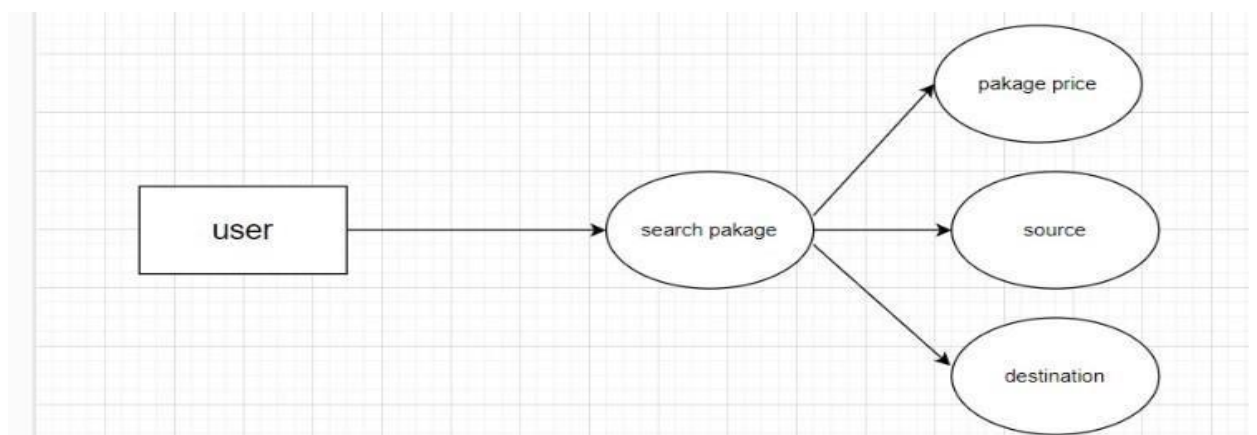 pakage price
user
search pakage
source
destination